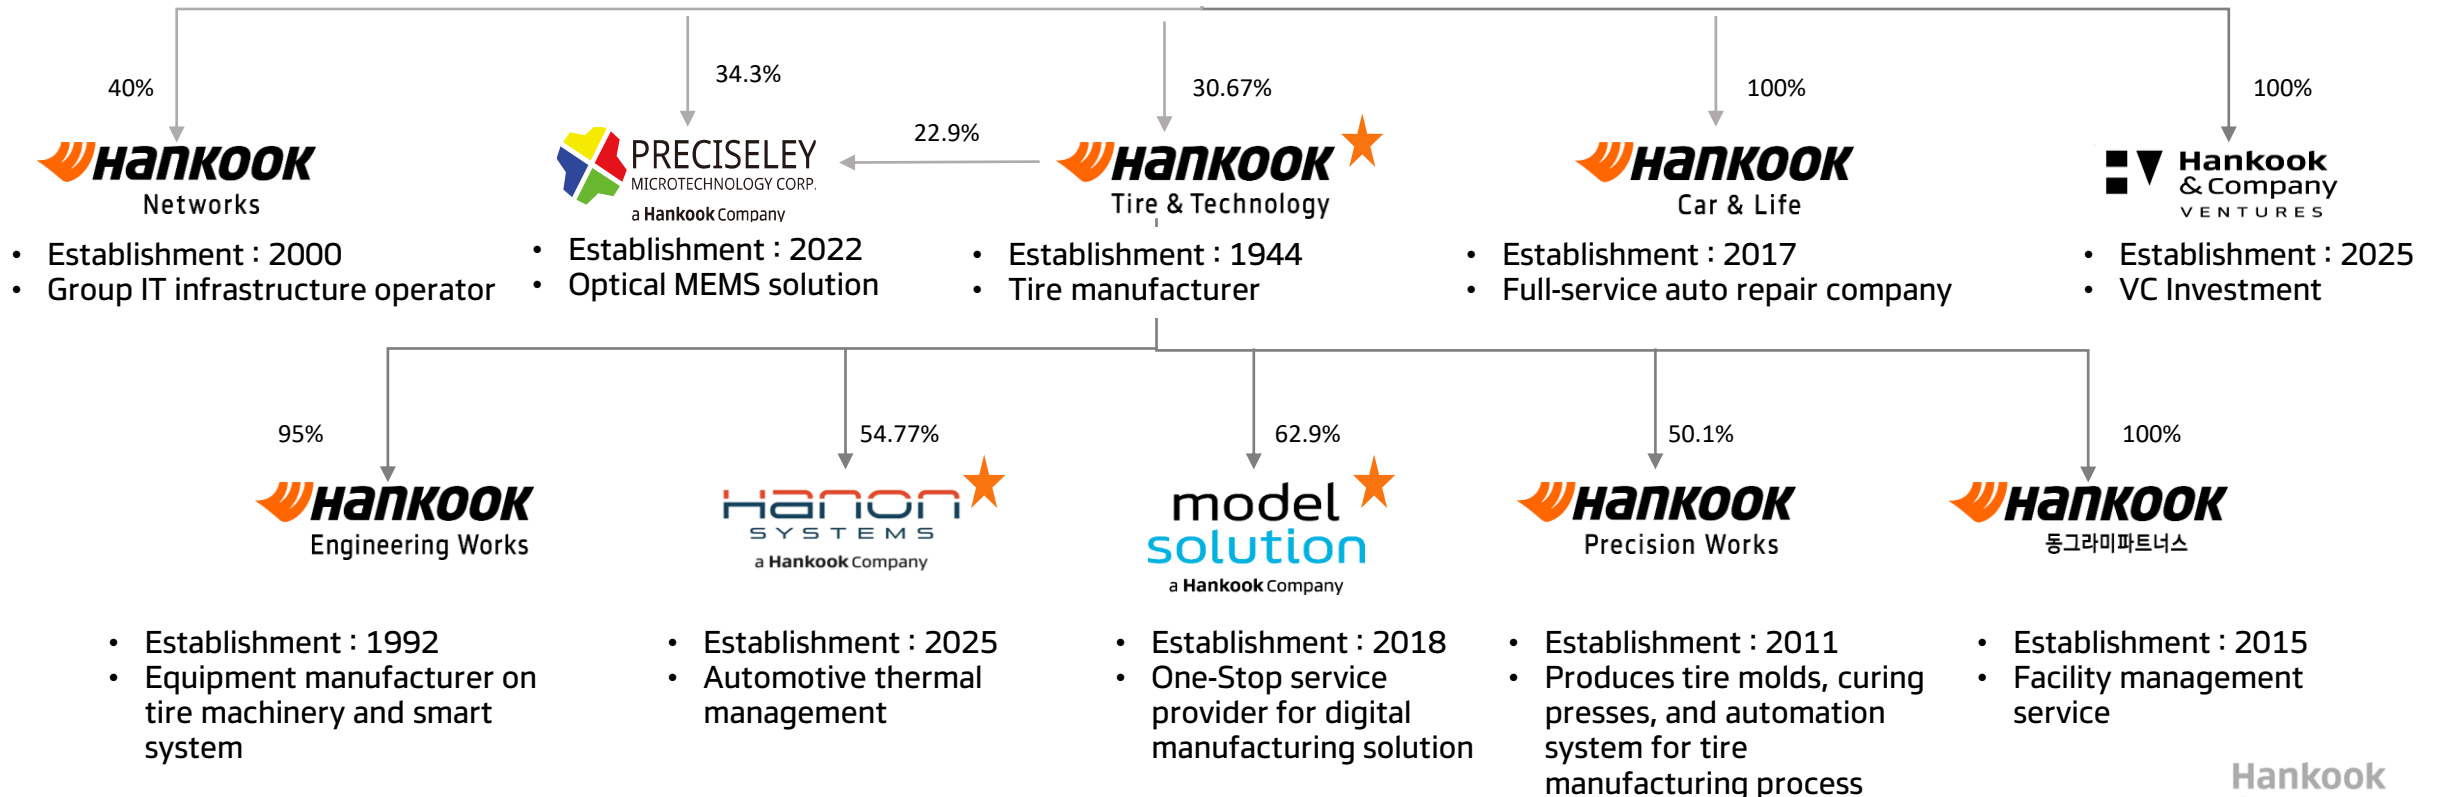 40%
34.3%
30.67%
100%
100%
22.9%
Hankook
Networks
PRECISELEY
MICROTECHNOLOGY CORP.
a Hankook Company
Hankook
Tire & Technology
Hankook
Car & Life
Hankook
& Company
VENTURES
• Establishment : 2000
• Group IT infrastructure operator
• Establishment : 2022
• Optical MEMS solution
• Establishment : 1944
• Tire manufacturer
• Establishment : 2017
• Full-service auto repair company
• Establishment : 2025
• VC Investment
95%
54.77%
62.9%
50.1%
100%
Hankook
Engineering Works
Hanon
SYSTEMS
a Hankook Company
model
solution
a Hankook Company
Hankook
Precision Works
Hankook
동그라미파트너스
• Establishment : 1992
• Equipment manufacturer on
tire machinery and smart
system
• Establishment : 2025
• Automotive thermal
management
• Establishment : 2018
• One-Stop service
provider for digital
manufacturing solution
• Establishment : 2011
• Produces tire molds, curing
presses, and automation
system for tire
manufacturing process
• Establishment : 2015
• Facility management
service
Hankook